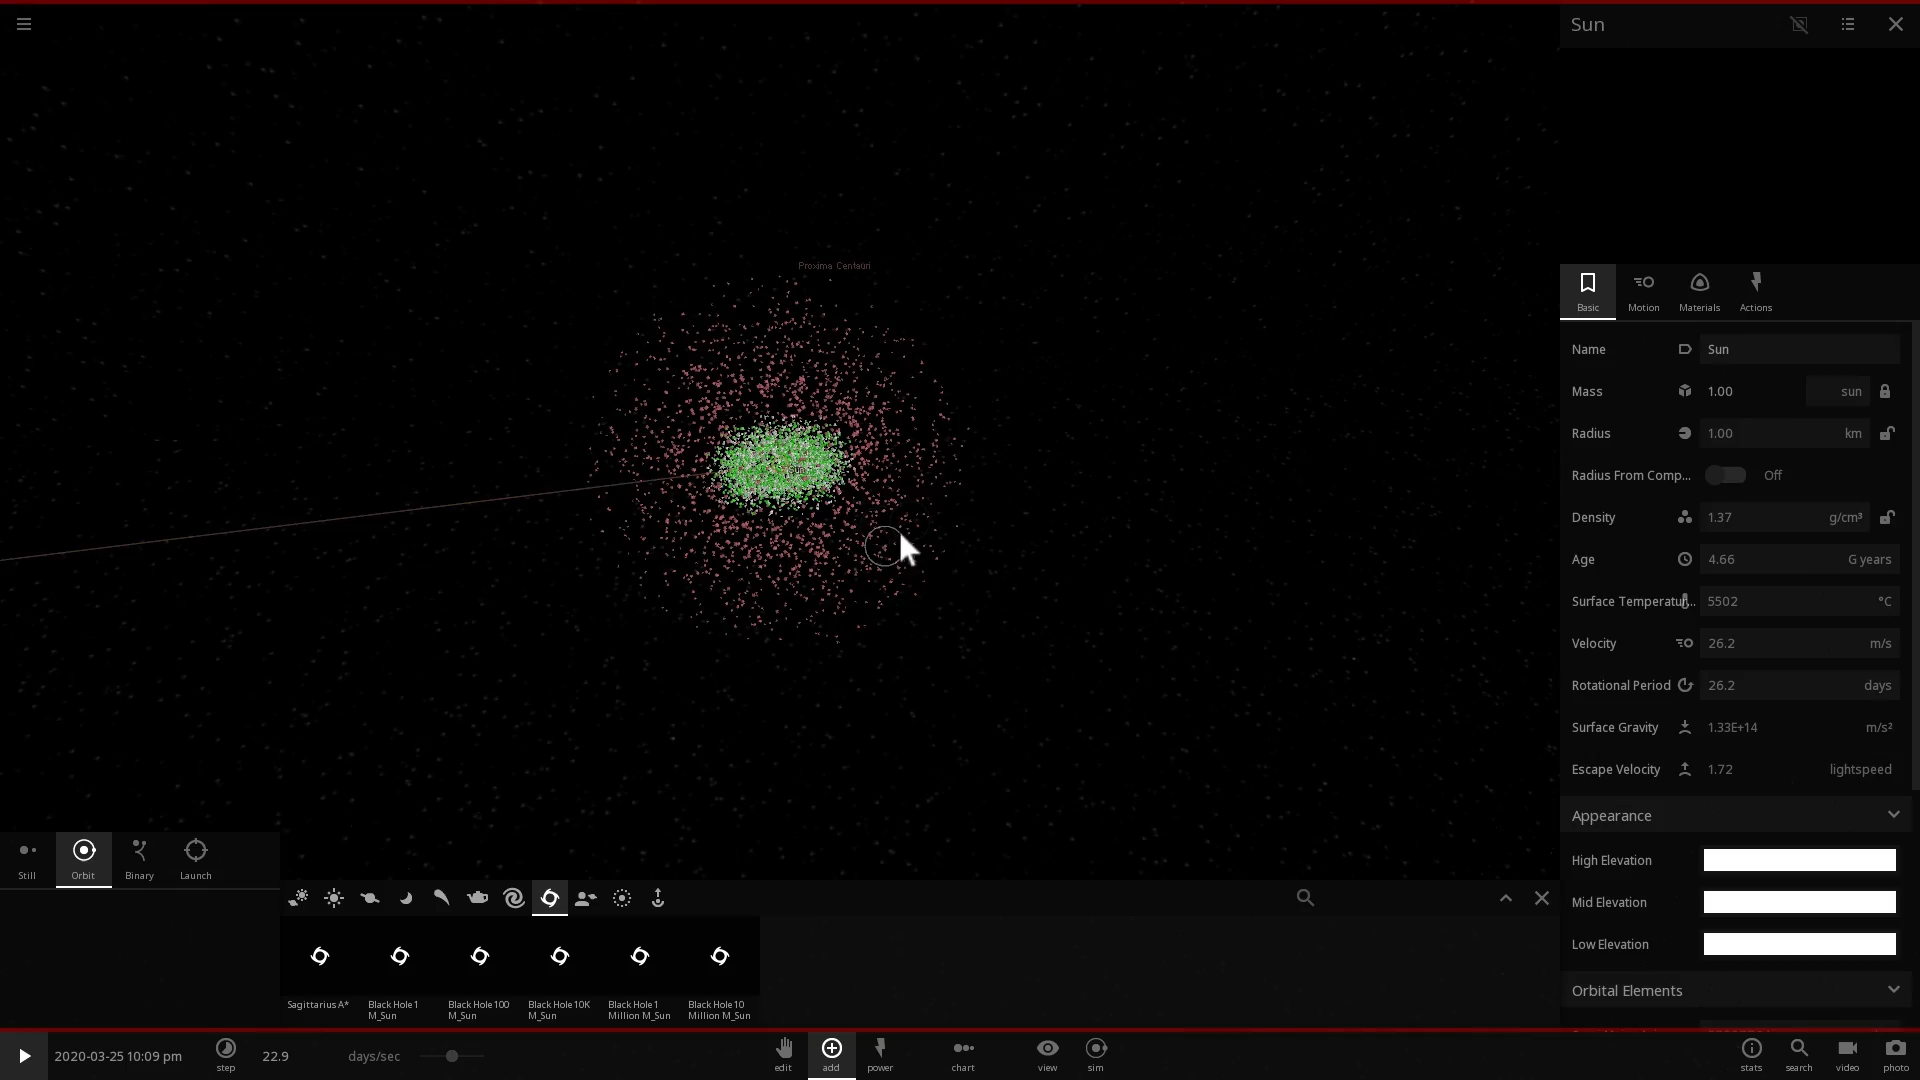 Sun
Proxima Centauri
Sun
Basic
Motion
Materials
Actions
Name Sun
Mass 1.00 sun
Radius 1.00 km
Radius From Comp... Off
Density 1.37 g/cm³
Age 4.66 G years
Surface Temperatur... 5502 °C
Velocity 26.2 m/s
Rotational Period 26.2 days
Surface Gravity 1.33E+14 m/s²
Escape Velocity 1.72 lightspeed
Appearance
High Elevation
Mid Elevation
Low Elevation
Orbital Elements
Still
Orbit
Binary
Launch
Sagittarius A*
Black Hole 1
M_Sun
Black Hole 100
M_Sun
Black Hole 10K
M_Sun
Black Hole 1
Million M_Sun
Black Hole 10
Million M_Sun
2020-03-25 10:09 pm
step
22.9 days/sec
edit
add
power
chart
view
sim
stats
search
video
photo